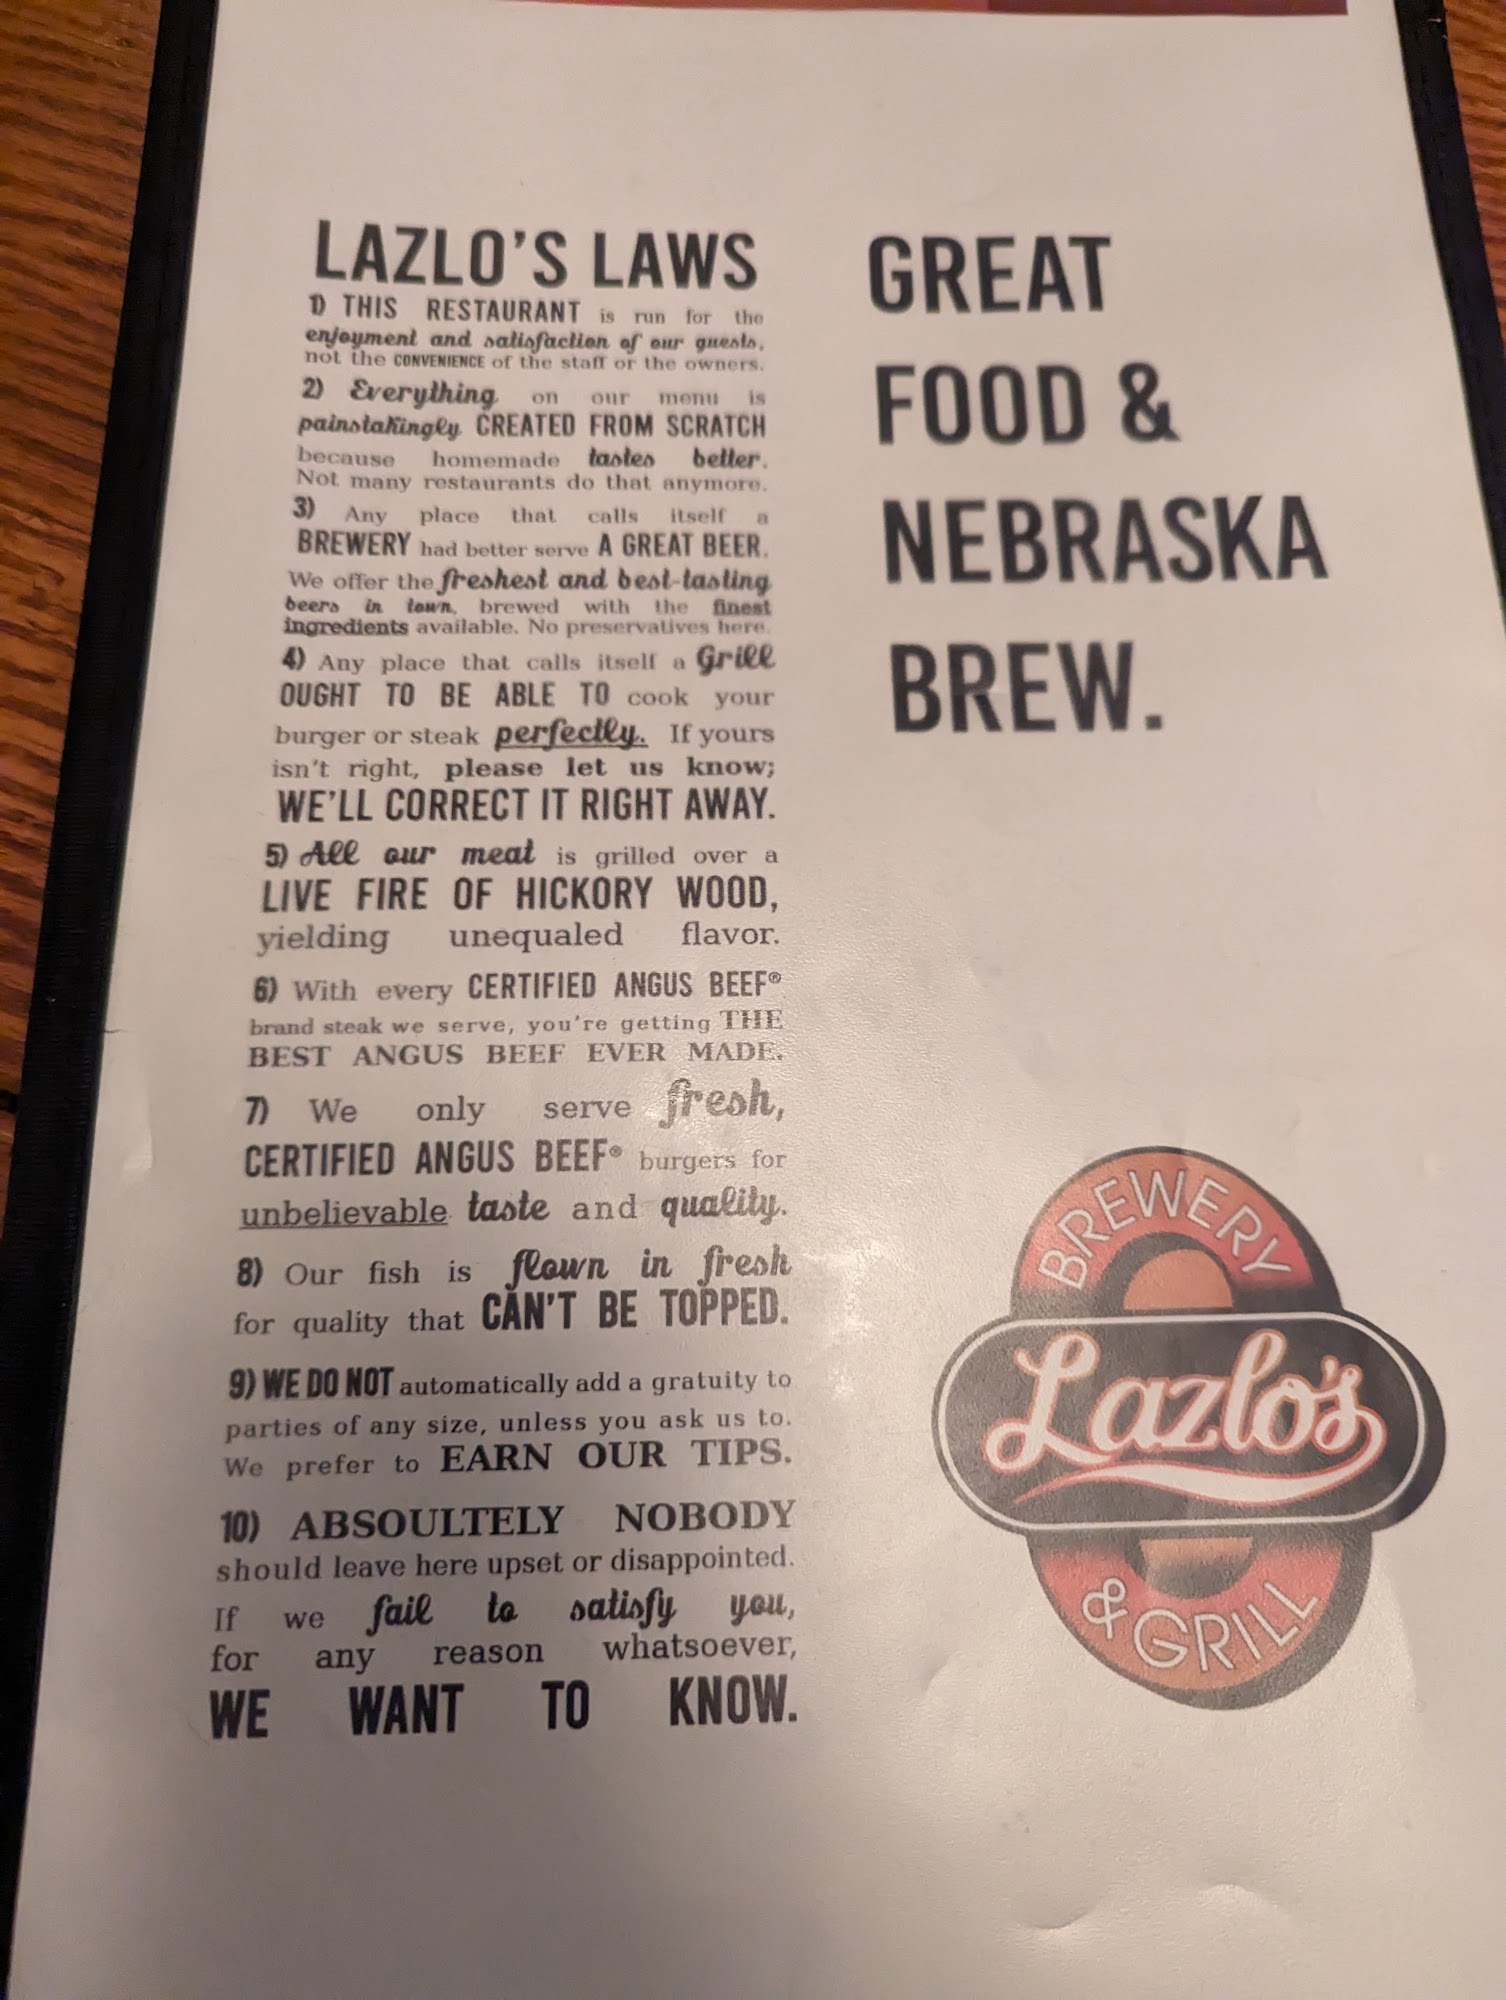 LAZLO'S LAWS
1) THIS RESTAURANT is run for the
enjoyment and satisfaction of our guests,
not the CONVENIENCE of the staff or the owners.
2) Everything on our menu is
painstakingly CREATED FROM SCRATCH
because homemade tastes better.
Not many restaurants do that anymore.
3) Any place that calls itself a
BREWERY had better serve A GREAT BEER.
We offer the freshest and best-tasting
beers in town, brewed with the finest
ingredients available. No preservatives here.
4) Any place that calls itself a Grill
OUGHT TO BE ABLE TO cook your
burger or steak perfectly. If yours
isn't right, please let us know;
WE'LL CORRECT IT RIGHT AWAY.
5) All our meat is grilled over a
LIVE FIRE OF HICKORY WOOD,
yielding unequaled flavor.
6) With every CERTIFIED ANGUS BEEF®
brand steak we serve, you're getting THE
BEST ANGUS BEEF EVER MADE.
7) We only serve fresh,
CERTIFIED ANGUS BEEF® burgers for
unbelievable taste and quality.
8) Our fish is flown in fresh
for quality that CAN'T BE TOPPED.
9) WE DO NOT automatically add a gratuity to
parties of any size, unless you ask us to.
We prefer to EARN OUR TIPS.
10) ABSOULTELY NOBODY
should leave here upset or disappointed.
If we fail to satisfy you,
for any reason whatsoever,
WE WANT TO KNOW.
GREAT
FOOD &
NEBRASKA
BREW.
BREWERY
Lazlo's
& GRILL